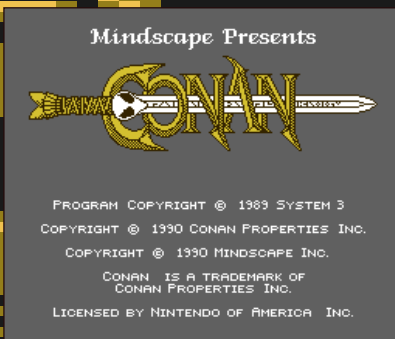 Mindscape Presents
CONAN
PROGRAM COPYRIGHT © 1989 SYSTEM 3
COPYRIGHT © 1990 CONAN PROPERTIES INC.
COPYRIGHT © 1990 MINDSCAPE INC.
CONAN IS A TRADEMARK OF
CONAN PROPERTIES INC.
LICENSED BY NINTENDO OF AMERICA INC.